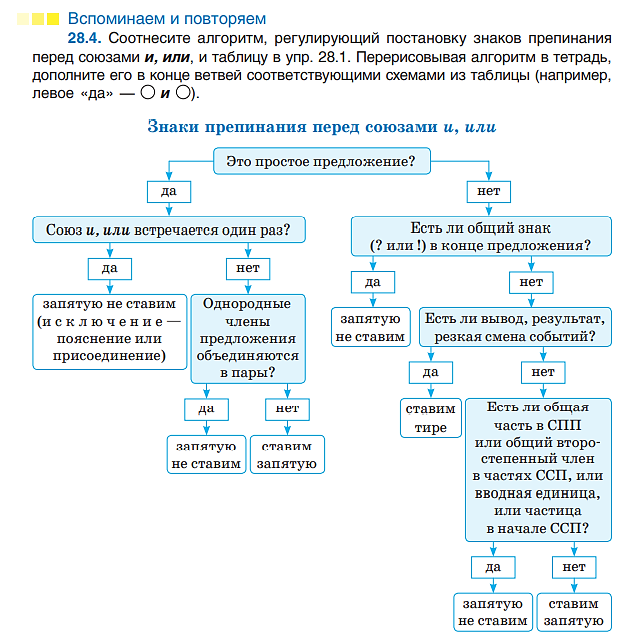 Вспоминаем и повторяем
28.4. Соотнесите алгоритм, регулирующий постановку знаков препинания
перед союзами и, или, и таблицу в упр. 28.1. Перерисовывая алгоритм в тетрадь,
дополните его в конце ветвей соответствующими схемами из таблицы (например,
левое «да» — ◯ и ◯).
Знаки препинания перед союзами и, или
Это простое предложение?
да
нет
Союз и, или встречается один раз?
да
нет
запятую не ставим
(и с к л ю ч е н и е —
пояснение или
присоединение)
Однородные
члены
предложения
объединяются
в пары?
да
нет
запятую
не ставим
ставим
запятую
Есть ли общий знак
(? или !) в конце предложения?
да
нет
запятую
не ставим
Есть ли вывод, результат,
резкая смена событий?
да
нет
ставим
тире
Есть ли общая
часть в СПП
или общий второ-
степенный член
в частях ССП, или
вводная единица,
или частица
в начале ССП?
да
нет
запятую
не ставим
ставим
запятую